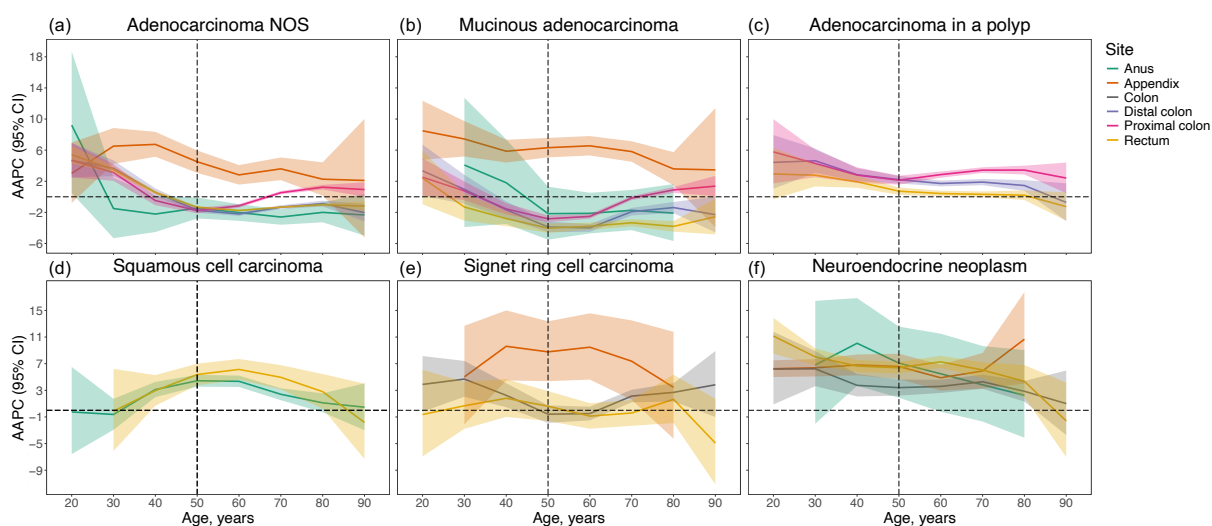 (a) Adenocarcinoma NOS
(b) Mucinous adenocarcinoma
(c) Adenocarcinoma in a polyp
AAPC (95% CI)
18
14
10
6
2
−2
−6
Site
Anus
Appendix
Colon
Distal colon
Proximal colon
Rectum
(d) Squamous cell carcinoma
(e) Signet ring cell carcinoma
(f) Neuroendocrine neoplasm
AAPC (95% CI)
15
11
7
3
−1
−5
−9
20 30 40 50 60 70 80 90
20 30 40 50 60 70 80 90
20 30 40 50 60 70 80 90
Age, years
Age, years
Age, years